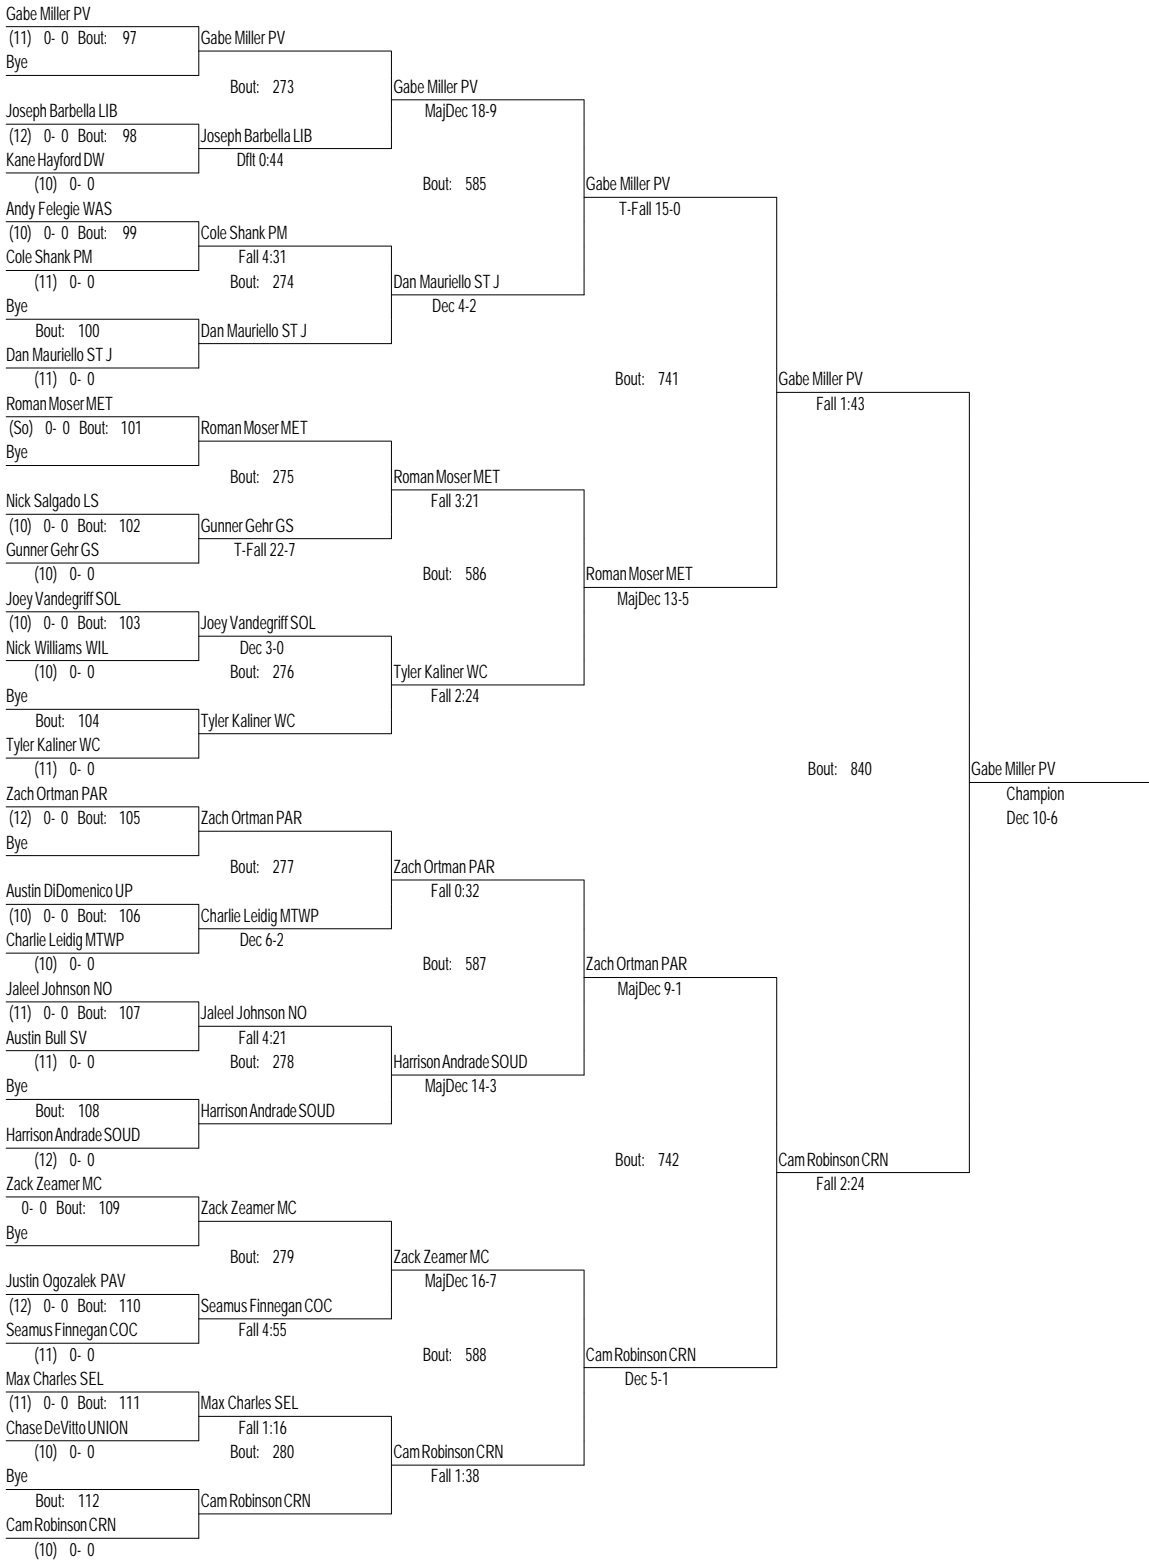 Gabe Miller PV
(11) 0- 0 Bout: 97 Gabe Miller PV
Bye
Bout: 273 Gabe Miller PV
Joseph Barbella LIB MajDec 18-9
(12) 0- 0 Bout: 98 Joseph Barbella LIB
Kane Hayford DW Dflt 0:44
(10) 0- 0 Bout: 585 Gabe Miller PV
Andy Felegie WAS T-Fall 15-0
(10) 0- 0 Bout: 99 Cole Shank PM
Cole Shank PM Fall 4:31
(11) 0- 0 Bout: 274 Dan Mauriello ST J
Bye Dec 4-2
Bout: 100 Dan Mauriello ST J
Dan Mauriello ST J
(11) 0- 0 Bout: 741 Gabe Miller PV
Roman Moser MET Fall 1:43
(So) 0- 0 Bout: 101 Roman Moser MET
Bye
Bout: 275 Roman Moser MET
Nick Salgado LS Fall 3:21
(10) 0- 0 Bout: 102 Gunner Gehr GS
Gunner Gehr GS T-Fall 22-7
(10) 0- 0 Bout: 586 Roman Moser MET
Joey Vandegriff SOL MajDec 13-5
(10) 0- 0 Bout: 103 Joey Vandegriff SOL
Nick Williams WIL Dec 3-0
(10) 0- 0 Bout: 276 Tyler Kaliner WC
Bye Fall 2:24
Bout: 104 Tyler Kaliner WC
Tyler Kaliner WC
(11) 0- 0 Bout: 840 Gabe Miller PV
Zach Ortman PAR Champion
(12) 0- 0 Bout: 105 Zach Ortman PAR Dec 10-6
Bye
Bout: 277 Zach Ortman PAR
Austin DiDomenico UP Fall 0:32
(10) 0- 0 Bout: 106 Charlie Leidig MTWP
Charlie Leidig MTWP Dec 6-2
(10) 0- 0 Bout: 587 Zach Ortman PAR
Jaleel Johnson NO MajDec 9-1
(11) 0- 0 Bout: 107 Jaleel Johnson NO
Austin Bull SV Fall 4:21
(11) 0- 0 Bout: 278 Harrison Andrade SOUD
Bye MajDec 14-3
Bout: 108 Harrison Andrade SOUD
Harrison Andrade SOUD
(12) 0- 0 Bout: 742 Cam Robinson CRN
Zack Zeamer MC Fall 2:24
0- 0 Bout: 109 Zack Zeamer MC
Bye
Bout: 279 Zack Zeamer MC
Justin Ogozalek PAV MajDec 16-7
(12) 0- 0 Bout: 110 Seamus Finnegan COC
Seamus Finnegan COC Fall 4:55
(11) 0- 0 Bout: 588 Cam Robinson CRN
Max Charles SEL Dec 5-1
(11) 0- 0 Bout: 111 Max Charles SEL
Chase DeVitto UNION Fall 1:16
(10) 0- 0 Bout: 280 Cam Robinson CRN
Bye Fall 1:38
Bout: 112 Cam Robinson CRN
Cam Robinson CRN
(10) 0- 0